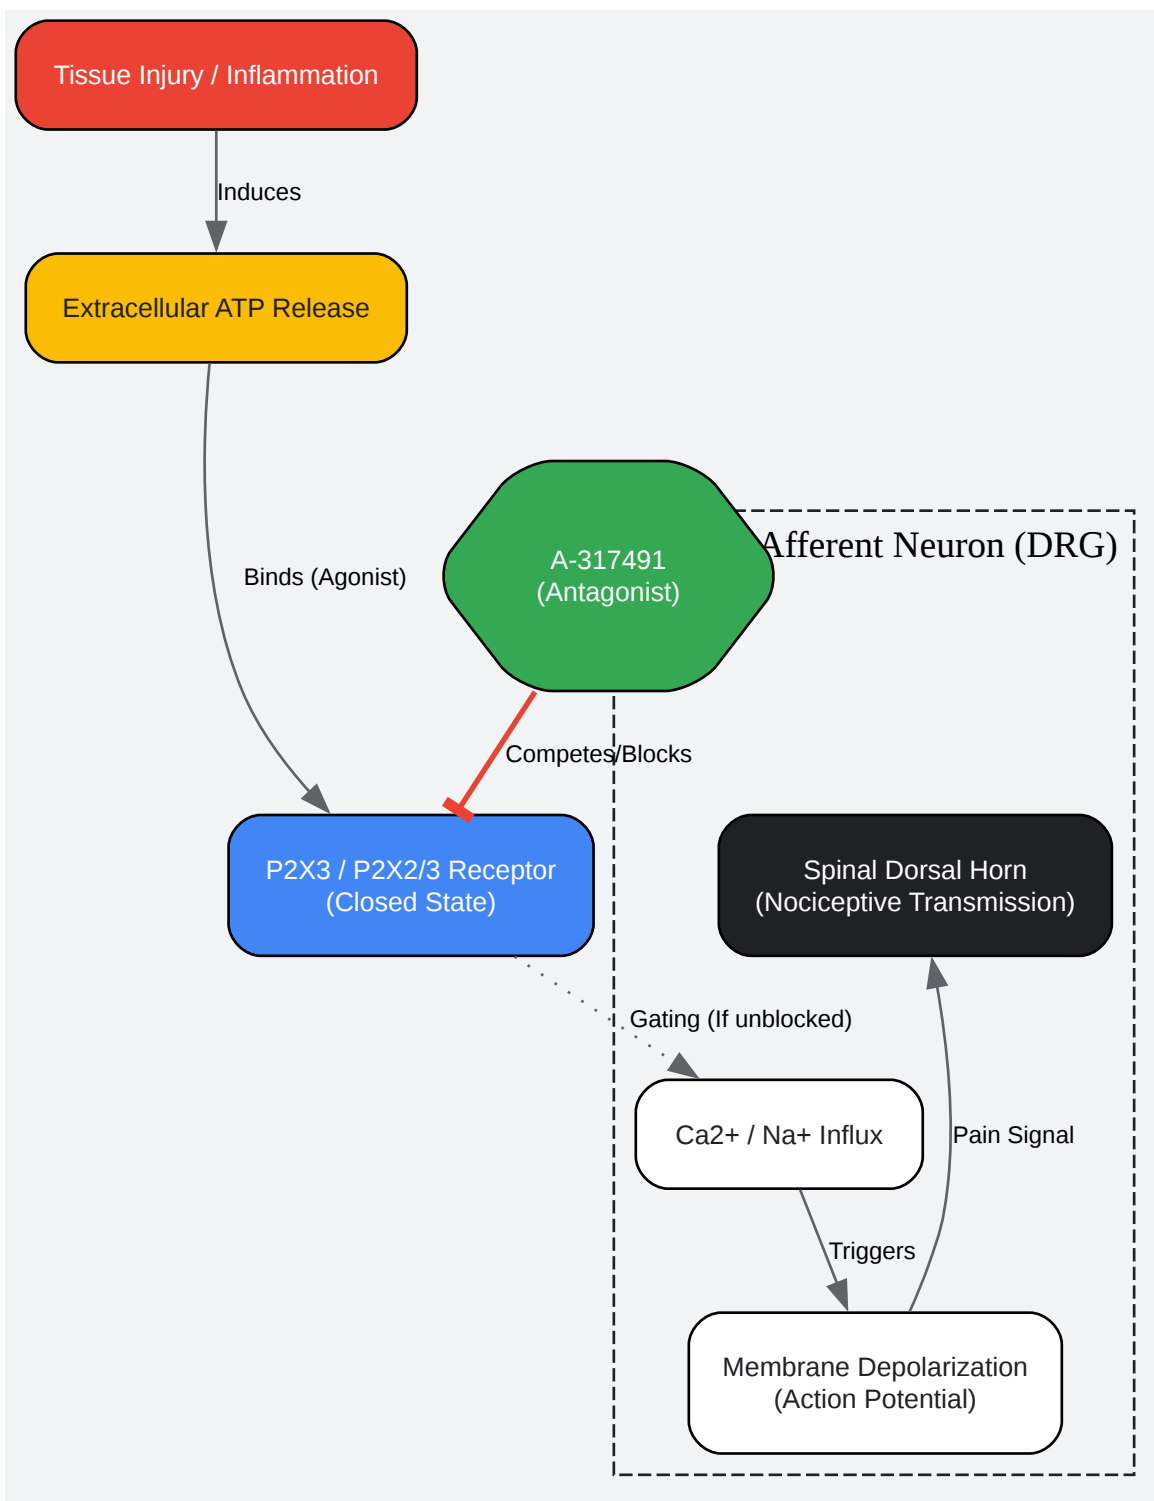 Tissue Injury / Inflammation
Induces
Extracellular ATP Release
Binds (Agonist)
A-317491
(Antagonist)
Afferent Neuron (DRG)
Competes/Blocks
P2X3 / P2X2/3 Receptor
(Closed State)
Spinal Dorsal Horn
(Nociceptive Transmission)
Gating (If unblocked)
Ca2+ / Na+ Influx
Pain Signal
Triggers
Membrane Depolarization
(Action Potential)